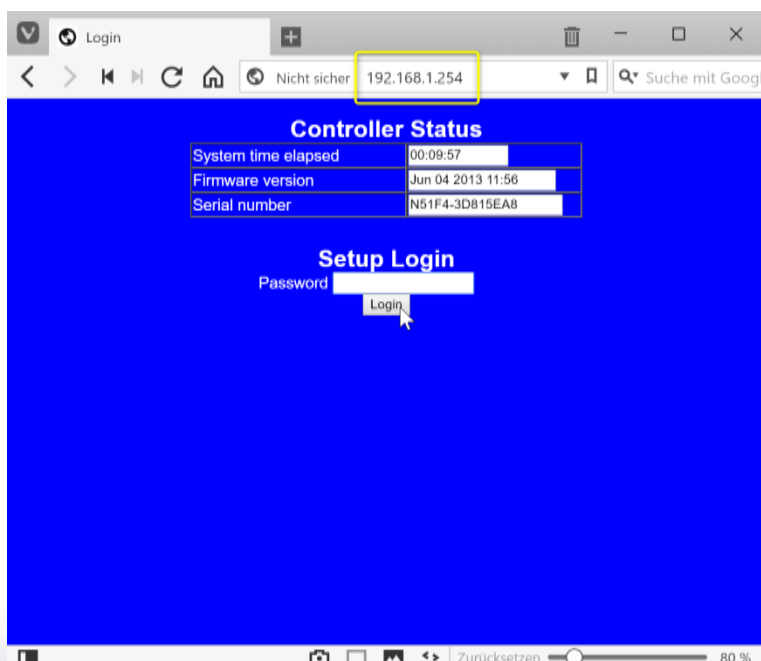 Login
Nicht sicher 192.168.1.254 Suche mit Goog
Controller Status
System time elapsed 00:09:57
Firmware version Jun 04 2013 11:56
Serial number N51F4-3D815EA8
Setup Login
Password
Login
Zurücksetzen 80 %